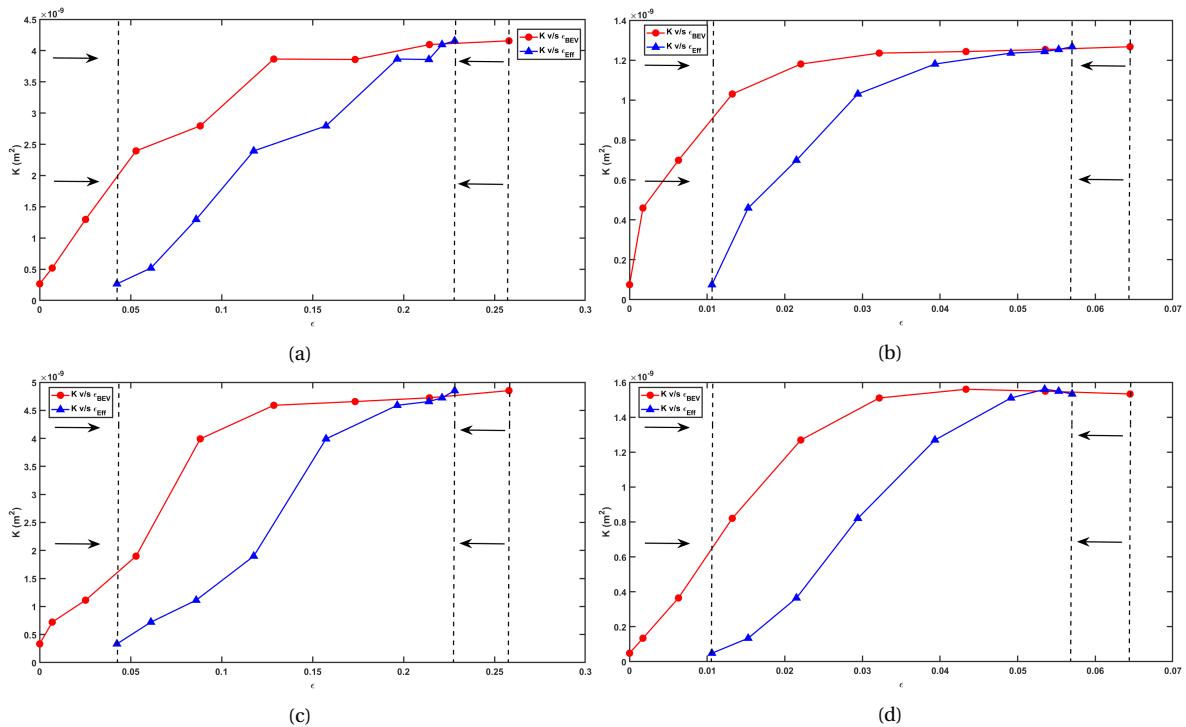 ×10⁻⁹
4.5
4
3.5
3
2.5
2
1.5
1
0.5
0
K (m²)
K v/s ϵ_BEV
K v/s ϵ_Eff
0 0.05 0.1 0.15 0.2 0.25 0.3
ϵ
(a)
×10⁻⁹
1.4
1.2
1
0.8
0.6
0.4
0.2
0
K (m²)
K v/s ϵ_BEV
K v/s ϵ_Eff
0 0.01 0.02 0.03 0.04 0.05 0.06 0.07
ϵ
(b)
×10⁻⁹
5
4.5
4
3.5
3
2.5
2
1.5
1
0.5
0
K (m²)
K v/s ϵ_BEV
K v/s ϵ_Eff
0 0.05 0.1 0.15 0.2 0.25 0.3
ϵ
(c)
×10⁻⁹
1.6
1.4
1.2
1
0.8
0.6
0.4
0.2
0
K (m²)
K v/s ϵ_BEV
K v/s ϵ_Eff
0 0.01 0.02 0.03 0.04 0.05 0.06 0.07
ϵ
(d)